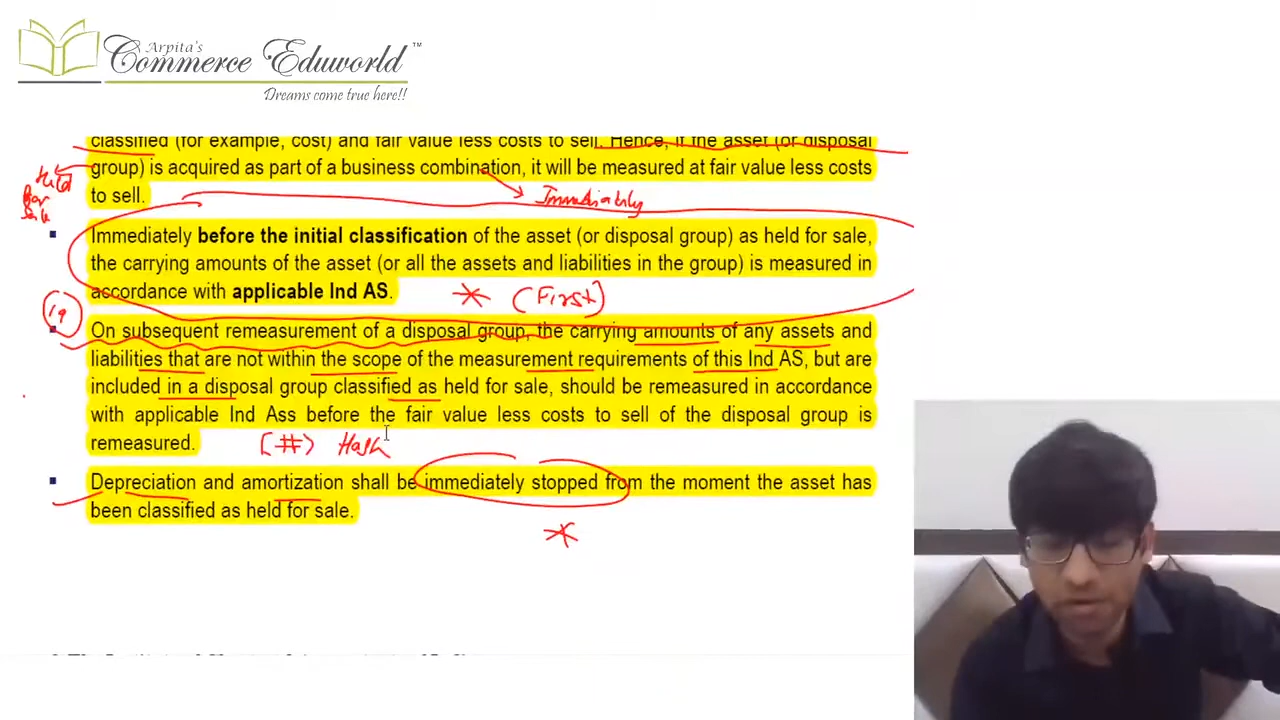 Arpita's
Commerce Eduworld™
Dreams come true here!!
classified (for example, cost) and fair value less costs to sell. Hence, if the asset (or disposal
group) is acquired as part of a business combination, it will be measured at fair value less costs
to sell.
Held
for
sale
Immediately
Immediately before the initial classification of the asset (or disposal group) as held for sale,
the carrying amounts of the asset (or all the assets and liabilities in the group) is measured in
accordance with applicable Ind AS.
(First)
19
On subsequent remeasurement of a disposal group, the carrying amounts of any assets and
liabilities that are not within the scope of the measurement requirements of this Ind AS, but are
included in a disposal group classified as held for sale, should be remeasured in accordance
with applicable Ind Ass before the fair value less costs to sell of the disposal group is
remeasured.
(#) Hash
Depreciation and amortization shall be immediately stopped from the moment the asset has
been classified as held for sale.